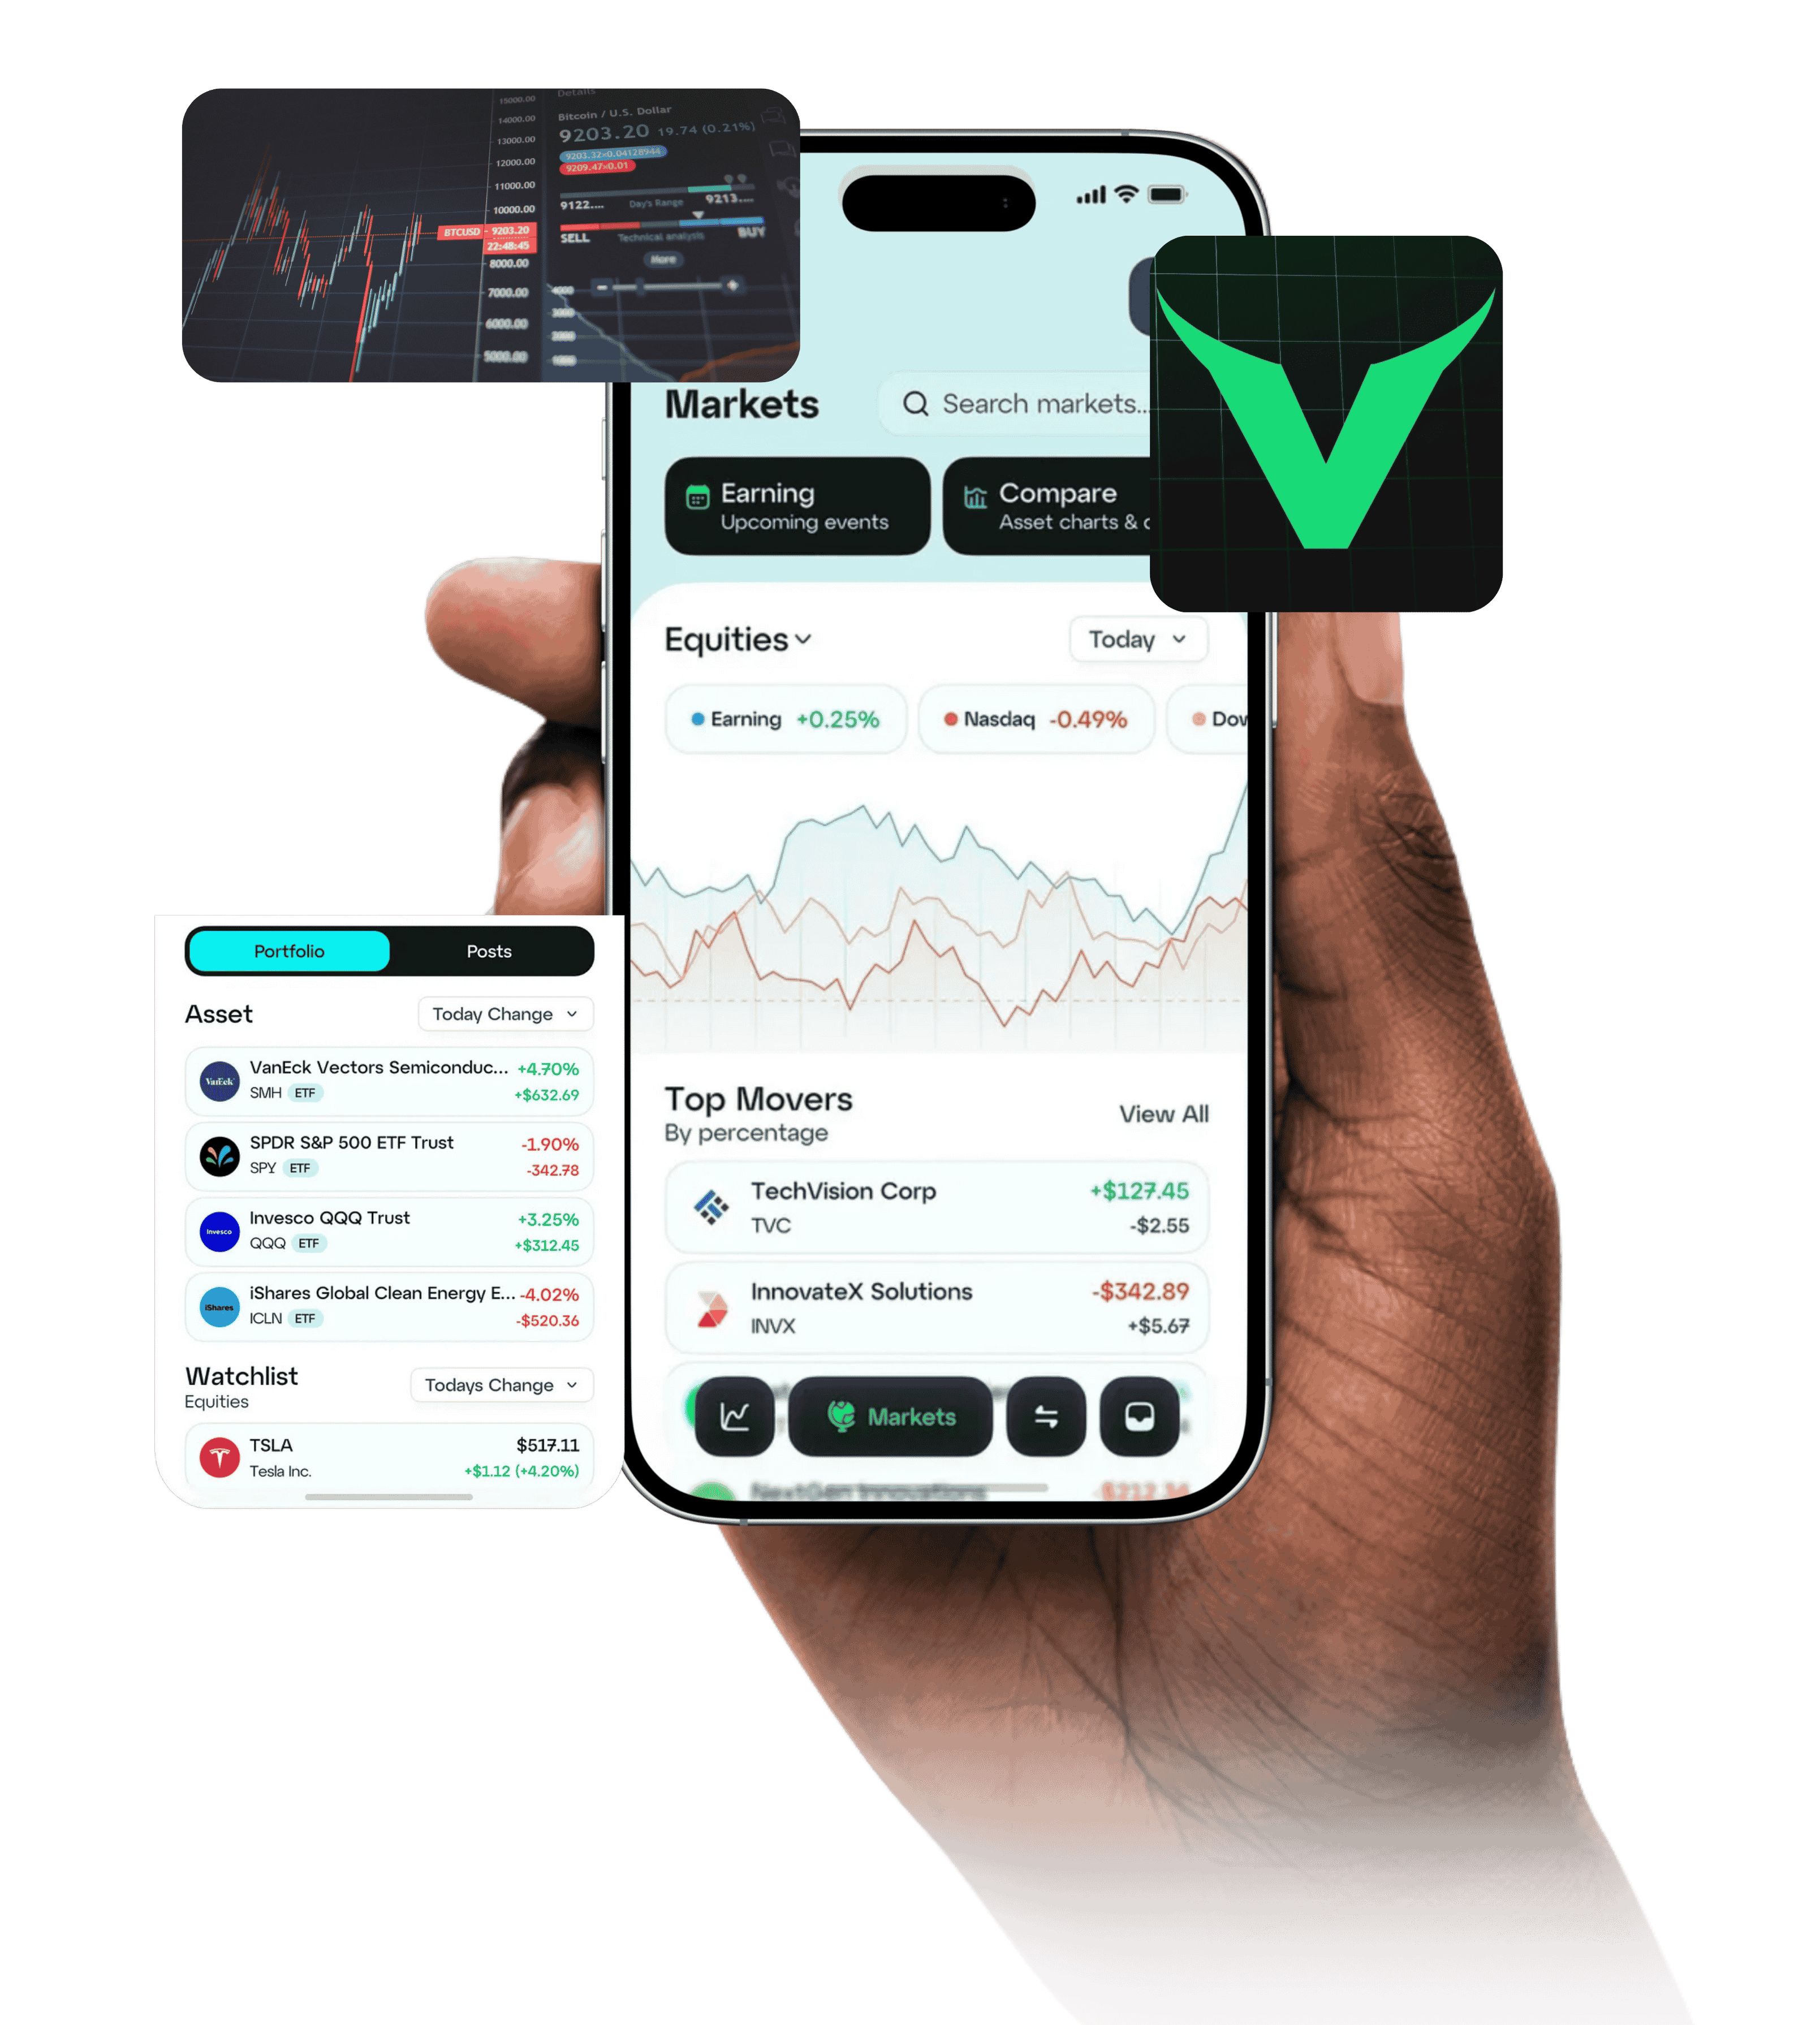 15000.00
14000.00
13000.00
12000.00
11000.00
10000.00
BTCUSD 9203.20
22:48:45
8000.00
7000.00
6000.00
5000.00
Details
Bitcoin / U.S. Dollar
9203.20 19.74 (0.21%)
9203.32×0.04128944
9209.47×0.01
9122.... Day's Range 9213....
SELL Technical analysis BUY
More
4000
3000
2000
1000
Markets
Search markets...
Earning
Upcoming events
Compare
Asset charts &
Equities
Today
Earning +0.25%
Nasdaq -0.49%
Dow
Top Movers
By percentage
View All
TechVision Corp +$127.45
TVC -$2.55
InnovateX Solutions -$342.89
INVX +$5.67
Markets
NextGen Innovations -$212.34
Portfolio Posts
Asset Today Change
VanEck
VanEck Vectors Semiconduc... +4.70%
SMH ETF +$632.69
SPDR S&P 500 ETF Trust -1.90%
SPY ETF -342.78
Invesco
Invesco QQQ Trust +3.25%
QQQ ETF +$312.45
iShares
iShares Global Clean Energy E... -4.02%
ICLN ETF -$520.36
Watchlist
Equities
Todays Change
TSLA $517.11
Tesla Inc. +$1.12 (+4.20%)